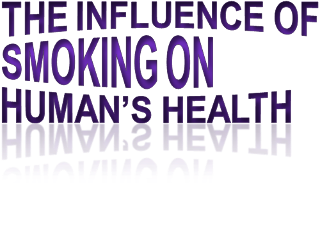 THE INFLUENCE OF
SMOKING ON
HUMAN'S HEALTH